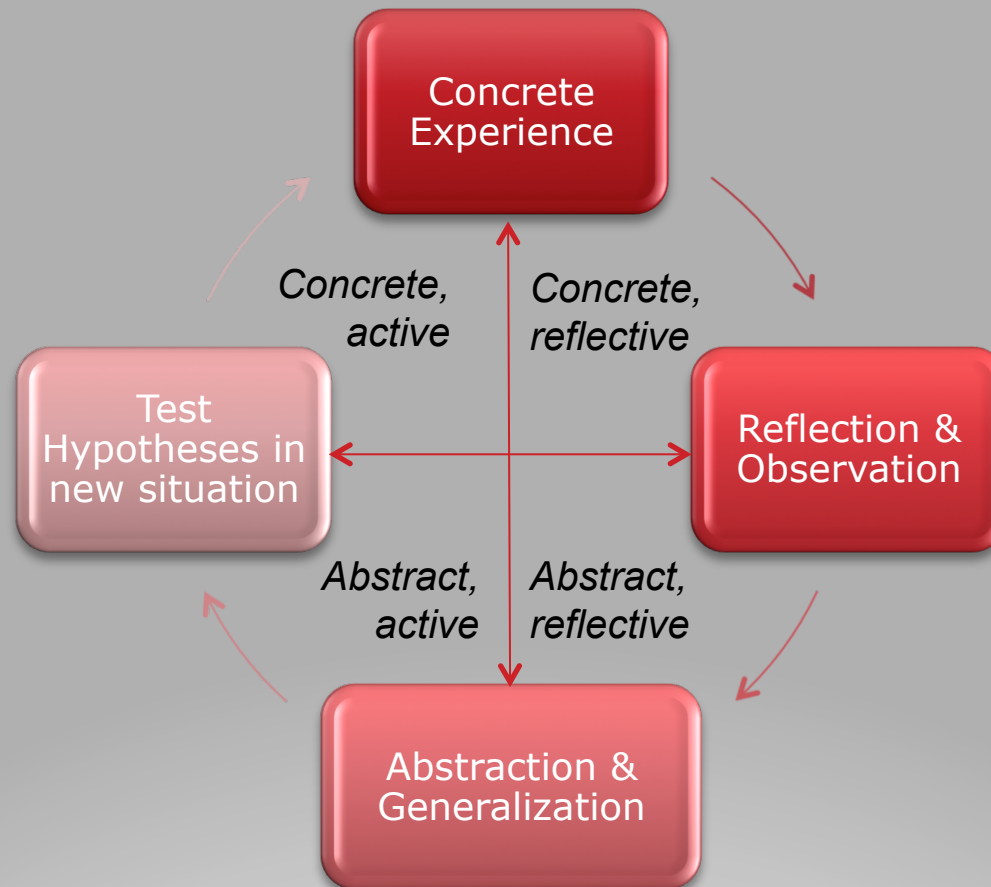 Concrete
Experience
Concrete,
active
Concrete,
reflective
Test
Hypotheses in
new situation
Reflection &
Observation
Abstract,
active
Abstract,
reflective
Abstraction &
Generalization